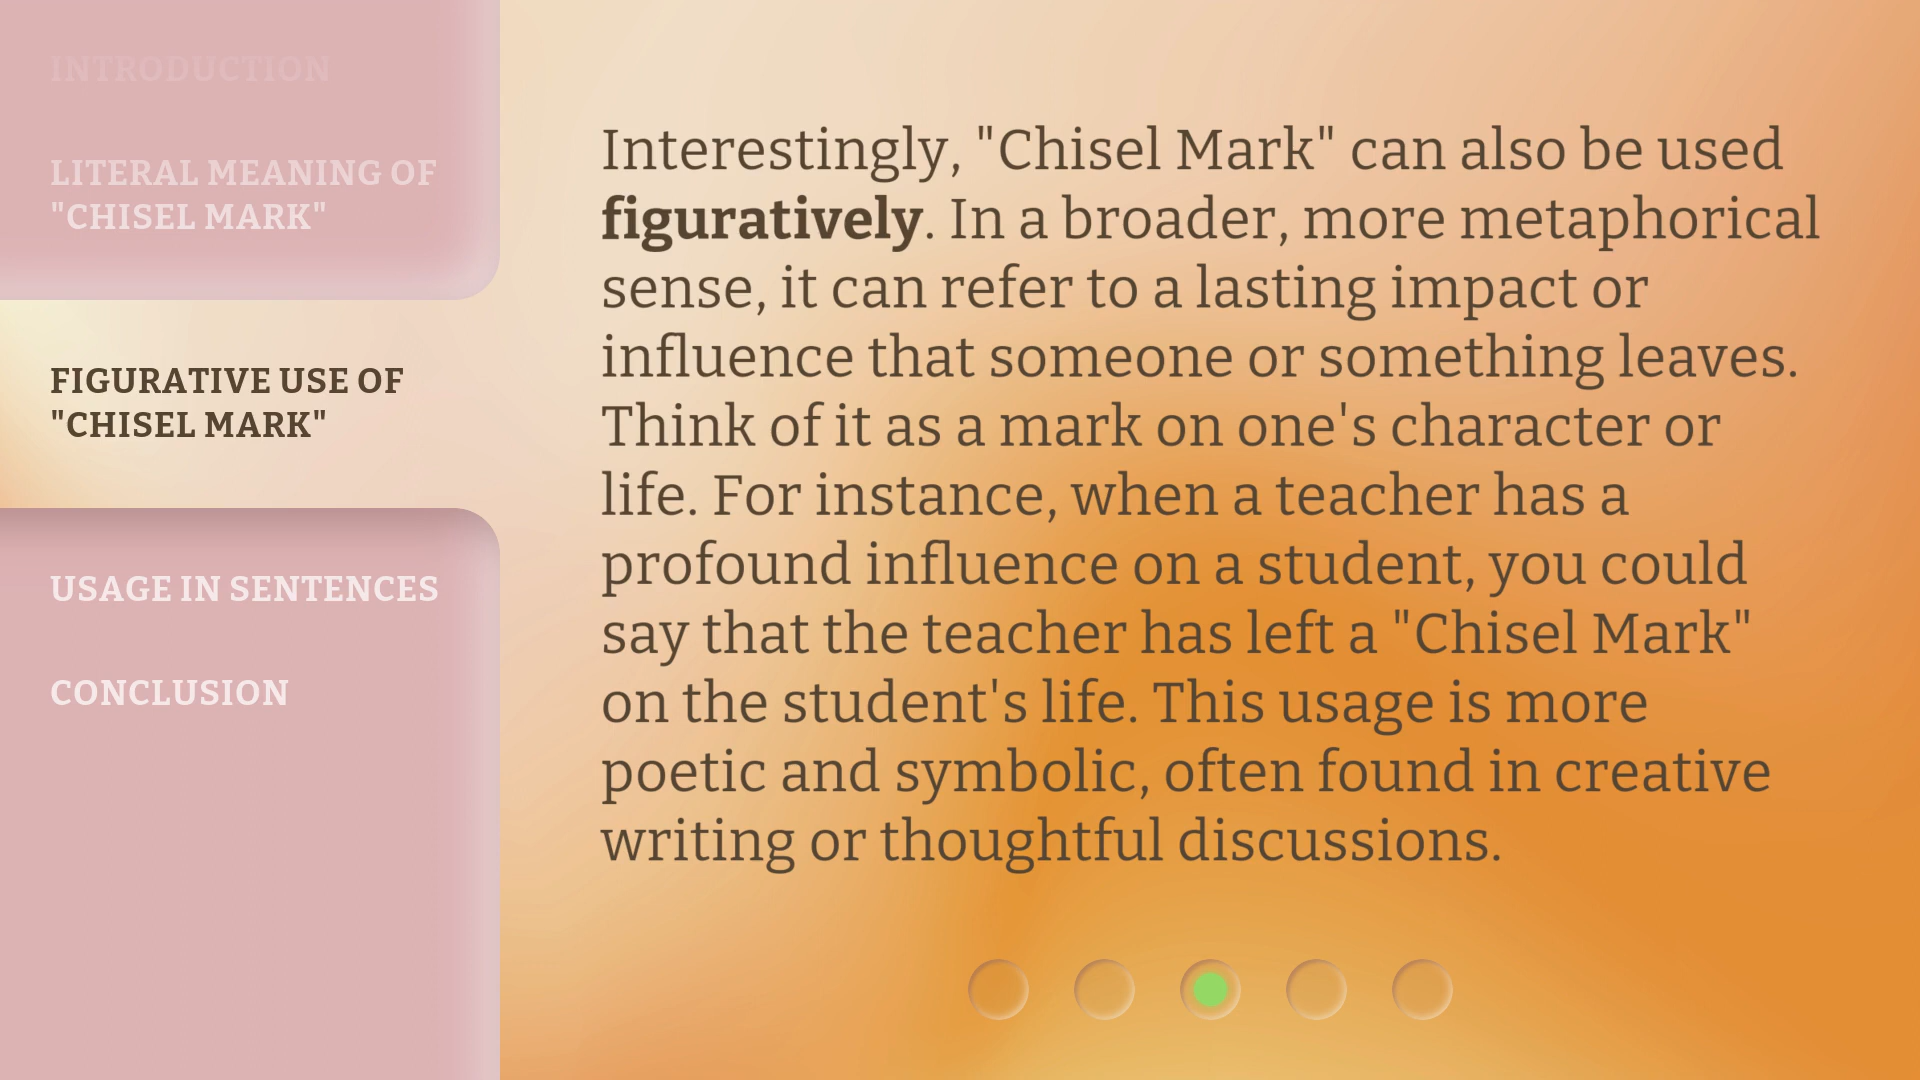 INTRODUCTION
LITERAL MEANING OF
"CHISEL MARK"
FIGURATIVE USE OF
"CHISEL MARK"
USAGE IN SENTENCES
CONCLUSION
Interestingly, "Chisel Mark" can also be used
figuratively. In a broader, more metaphorical
sense, it can refer to a lasting impact or
influence that someone or something leaves.
Think of it as a mark on one's character or
life. For instance, when a teacher has a
profound influence on a student, you could
say that the teacher has left a "Chisel Mark"
on the student's life. This usage is more
poetic and symbolic, often found in creative
writing or thoughtful discussions.